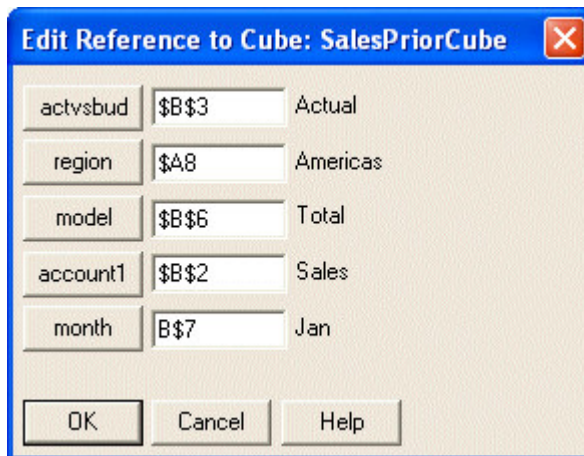 Edit Reference to Cube: SalesPriorCube
actvsbud $B$3 Actual
region $A8 Americas
model $B$6 Total
account1 $B$2 Sales
month B$7 Jan
OK Cancel Help